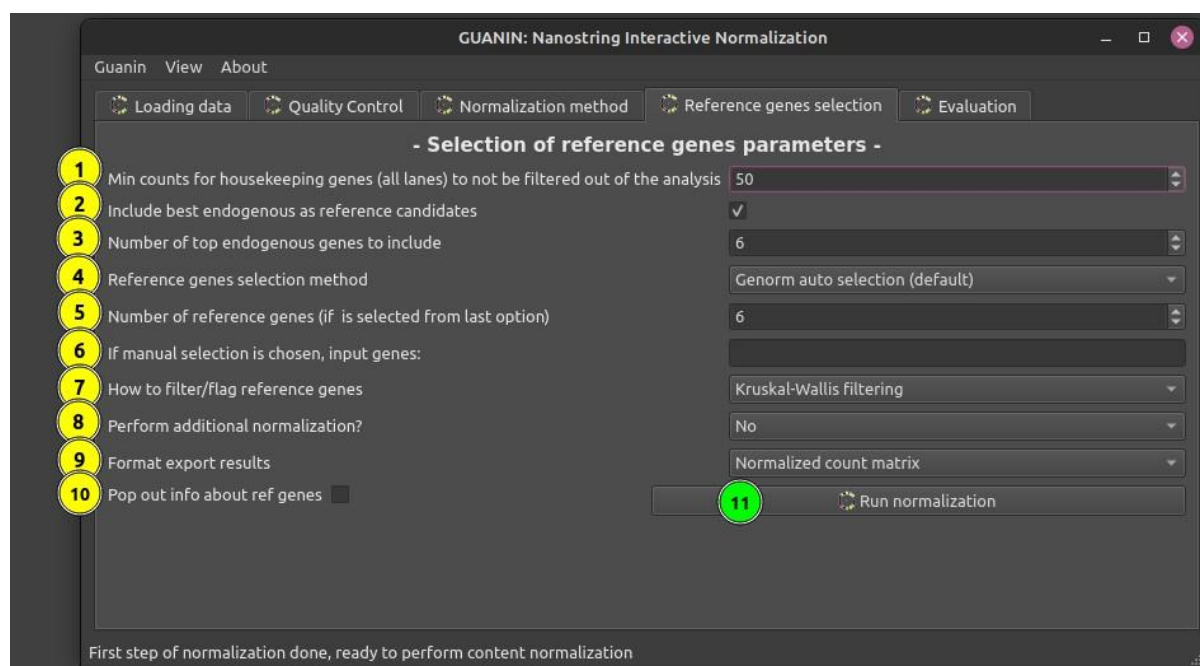 GUANIN: Nanostring Interactive Normalization
Guanin View About
Loading data Quality Control Normalization method Reference genes selection Evaluation
- Selection of reference genes parameters -
1 Min counts for housekeeping genes (all lanes) to not be filtered out of the analysis 50
2 Include best endogenous as reference candidates
3 Number of top endogenous genes to include 6
4 Reference genes selection method Genorm auto selection (default)
5 Number of reference genes (if is selected from last option) 6
6 If manual selection is chosen, input genes:
7 How to filter/flag reference genes Kruskal-Wallis filtering
8 Perform additional normalization? No
9 Format export results Normalized count matrix
10 Pop out info about ref genes 11 Run normalization
First step of normalization done, ready to perform content normalization